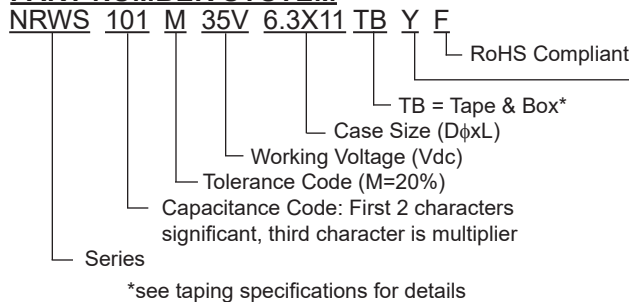 NRWS 101 M 35V 6.3X11 TB Y F
RoHS Compliant
TB = Tape & Box*
Case Size (DϕxL)
Working Voltage (Vdc)
Tolerance Code (M=20%)
Capacitance Code: First 2 characters
significant, third character is multiplier
Series
*see taping specifications for details